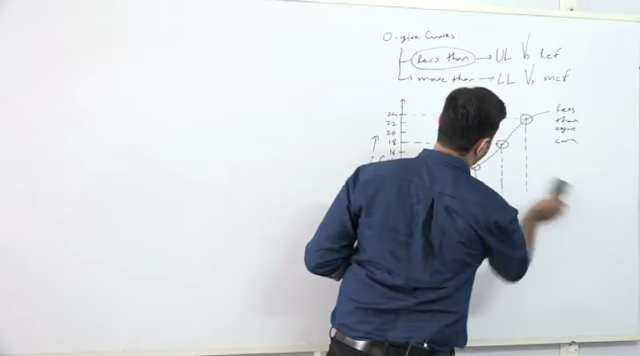 O-give Curves:
Less than → UL Vs lcf
more than → LL Vs mcf
24
22
20
18
16
less
than
ogive
curve